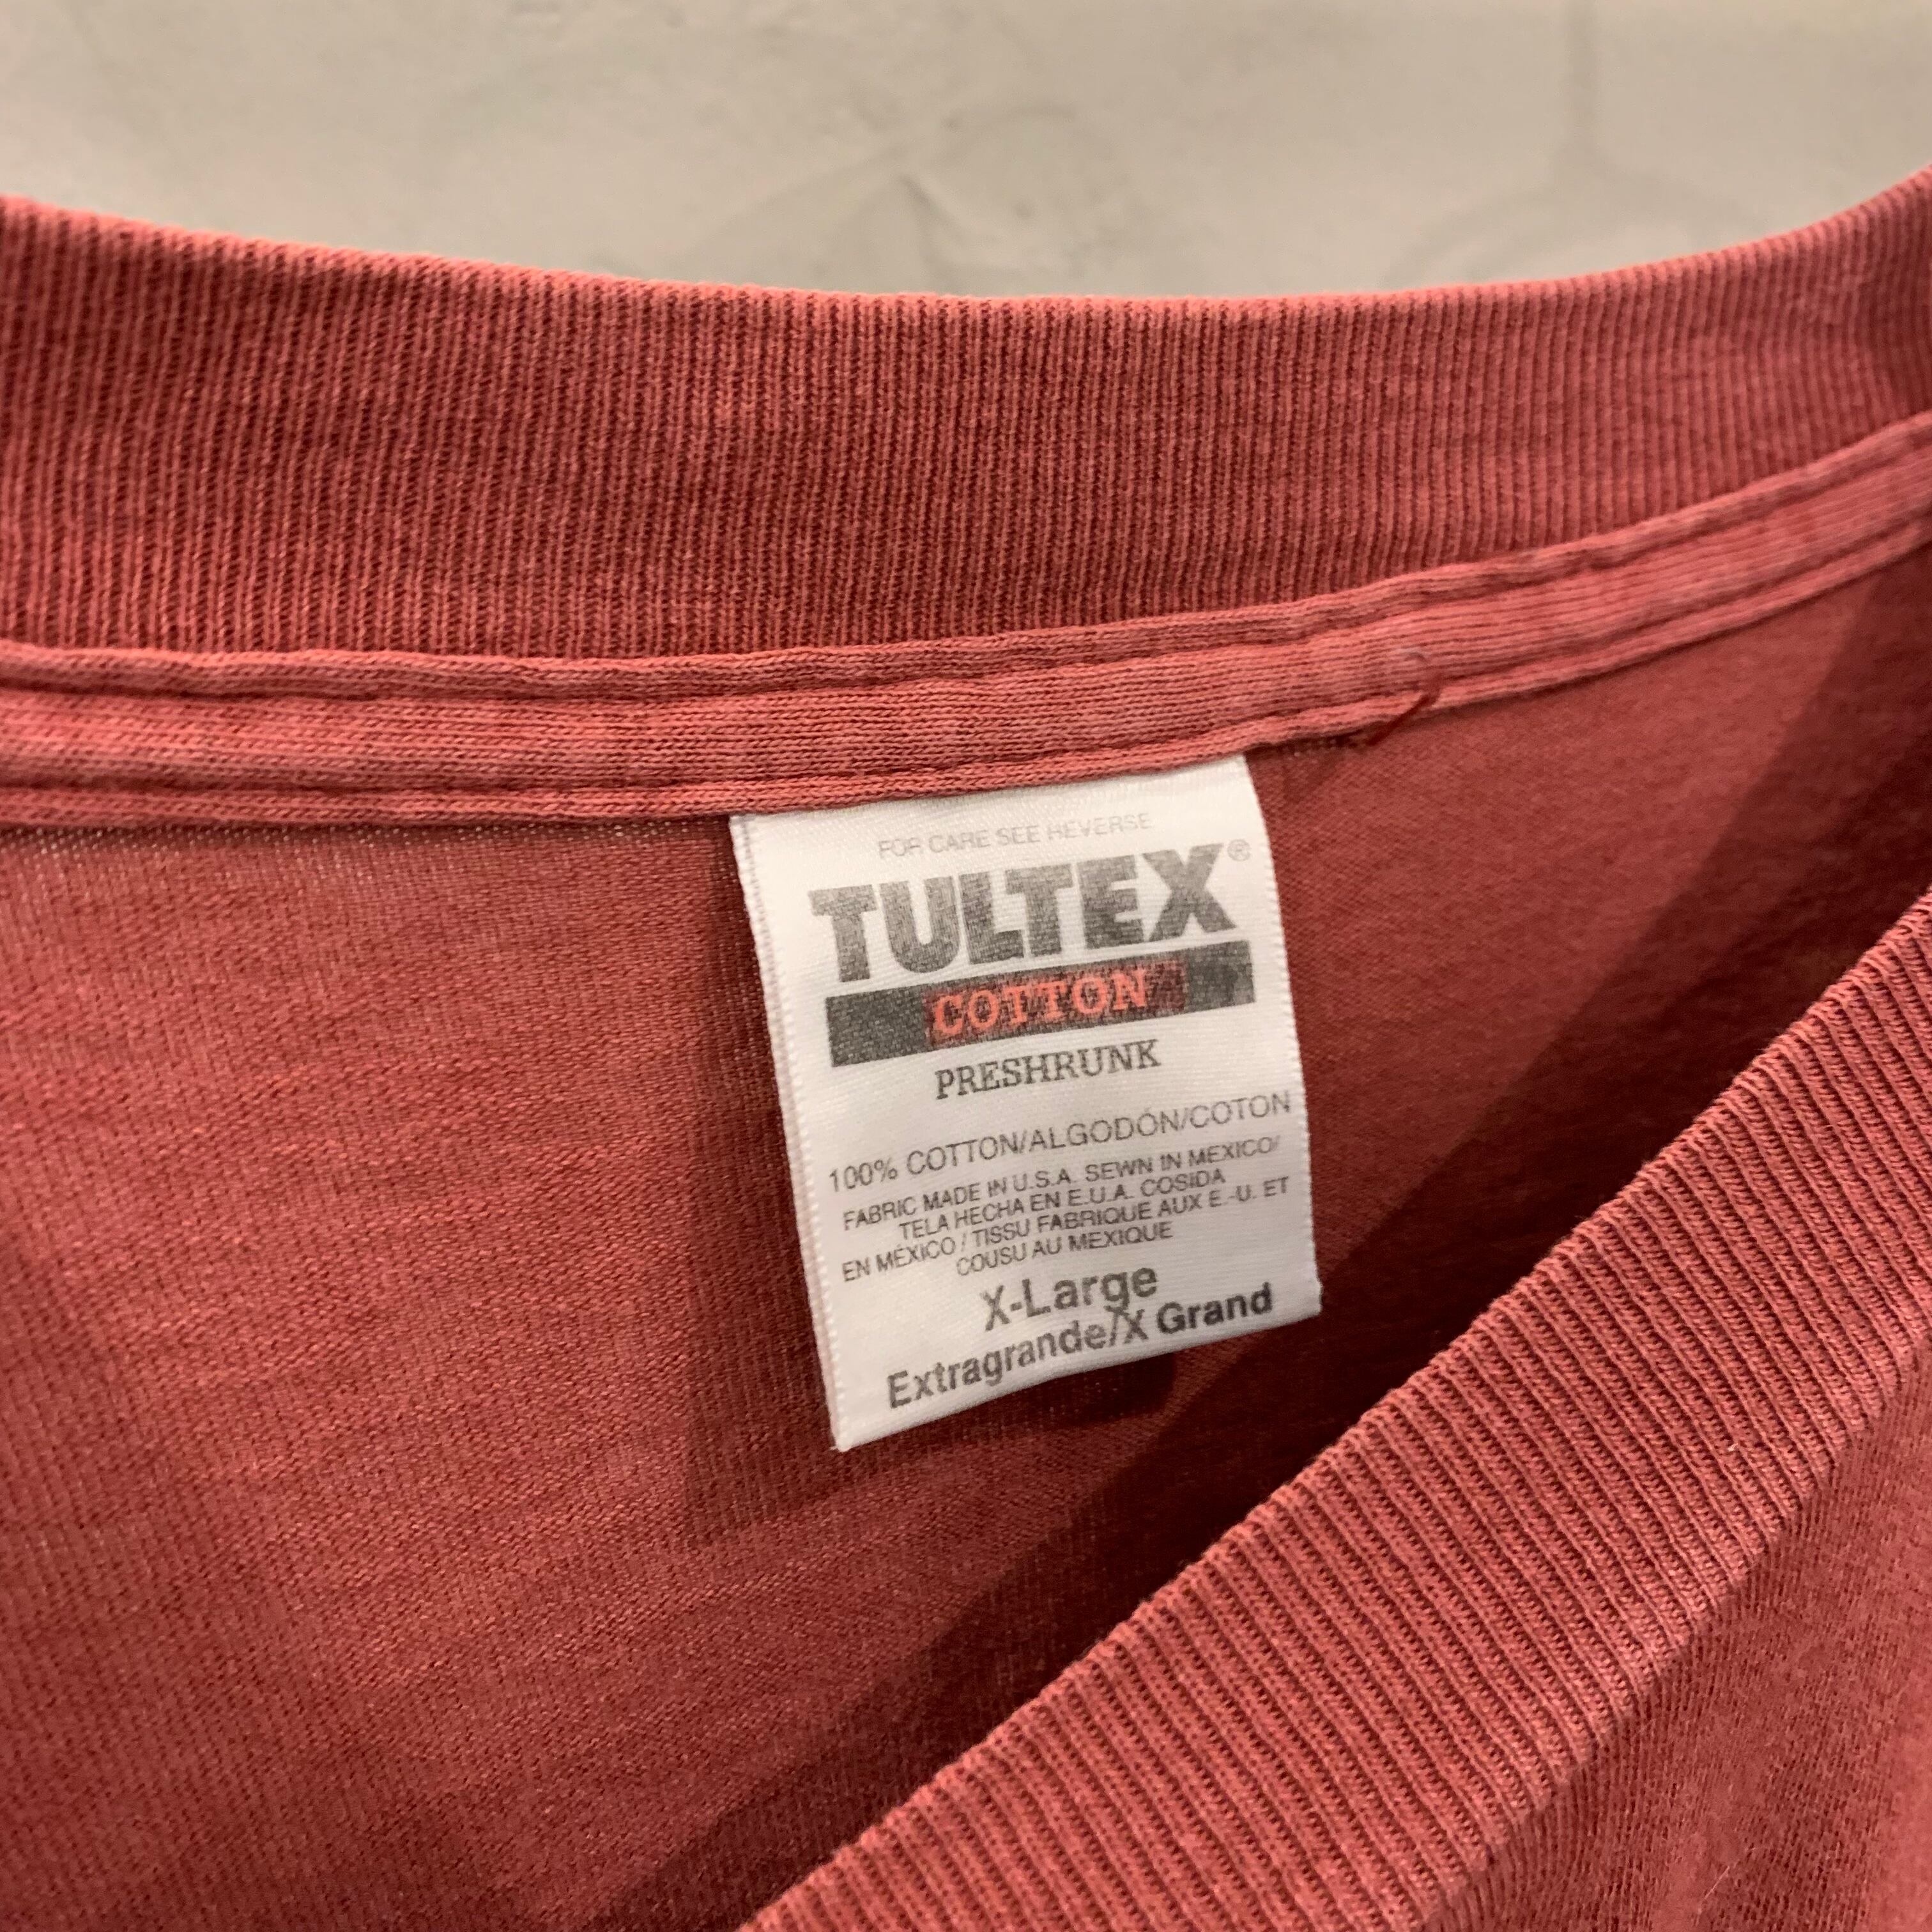 FOR CARE SEE REVERSE
TULTEX®
COTTON
PRESHRUNK
100% COTTON/ALGODÓN/COTON
FABRIC MADE IN U.S.A. SEWN IN MEXICO/
TELA HECHA EN E.U.A. COSIDA
EN MÉXICO / TISSU FABRIQUE AUX E.-U. ET
COUSU AU MEXIQUE
X-Large
Extragrande/X Grand